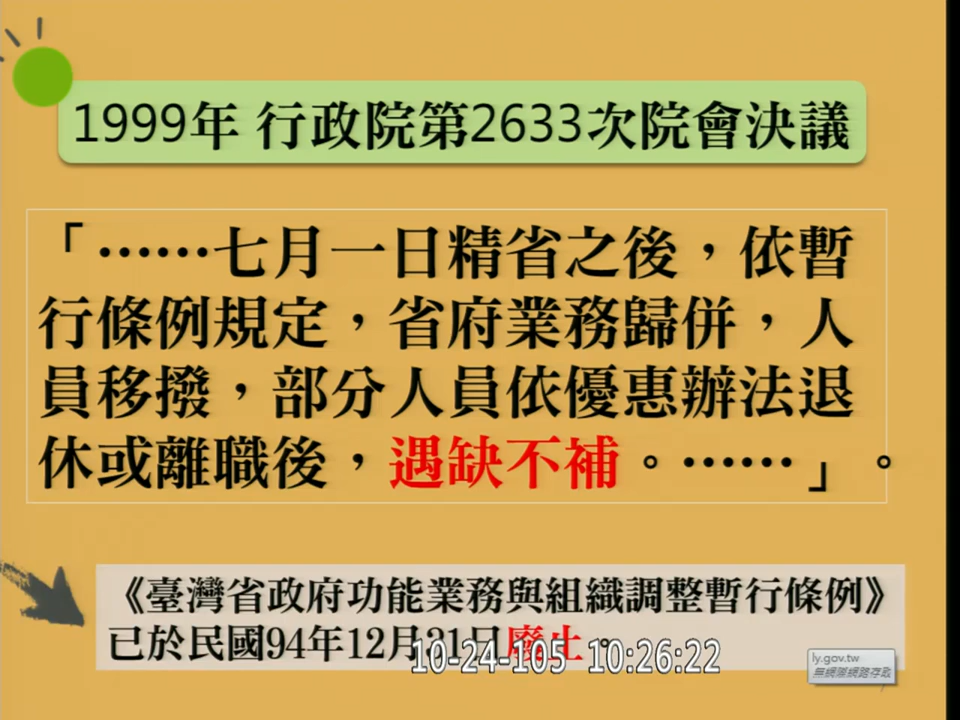 1999年 行政院第2633次院會決議
「……七月一日精省之後，依暫
行條例規定，省府業務歸併，人
員移撥，部分人員依優惠辦法退
休或離職後，遇缺不補。……」。
《臺灣省政府功能業務與組織調整暫行條例》
已於民國94年12月31日廢止。
10-24-105 10:26:22
ly.gov.tw
無網際網路存取